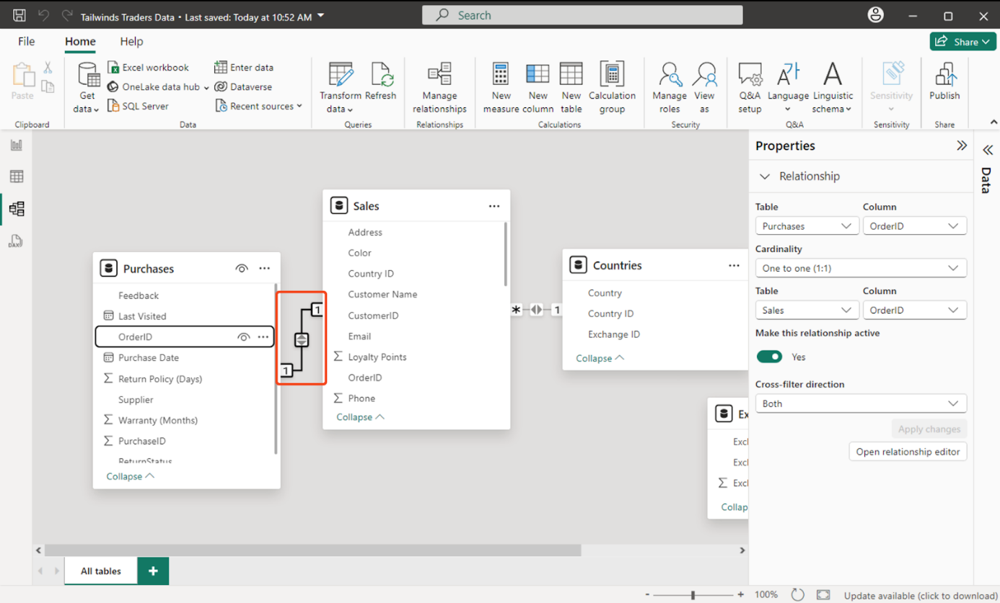 Tailwinds Traders Data • Last saved: Today at 10:52 AM
Search
File
Home
Help
Share
Paste
Clipboard
Get data
Excel workbook
OneLake data hub
SQL Server
Enter data
Dataverse
Recent sources
Data
Transform data
Refresh
Queries
Manage relationships
Relationships
New measure
New column
New table
Calculation group
Calculations
Manage roles
View as
Security
Q&A setup
Language
Linguistic schema
Q&A
Sensitivity
Sensitivity
Publish
Share
DAX
Purchases
Feedback
Last Visited
OrderID
Purchase Date
Return Policy (Days)
Supplier
Warranty (Months)
PurchaseID
ReturnStatus
Collapse
1
1
Sales
Address
Color
Country ID
Customer Name
CustomerID
Email
Loyalty Points
OrderID
Phone
Collapse
* 1
Countries
Country
Country ID
Exchange ID
Collapse
Ex
Excl
Excl
Excl
Collap
Properties
Relationship
Table Column
Purchases OrderID
Cardinality
One to one (1:1)
Table Column
Sales OrderID
Make this relationship active
Yes
Cross-filter direction
Both
Apply changes
Open relationship editor
Data
All tables
+
- + 100%
Update available (click to download)